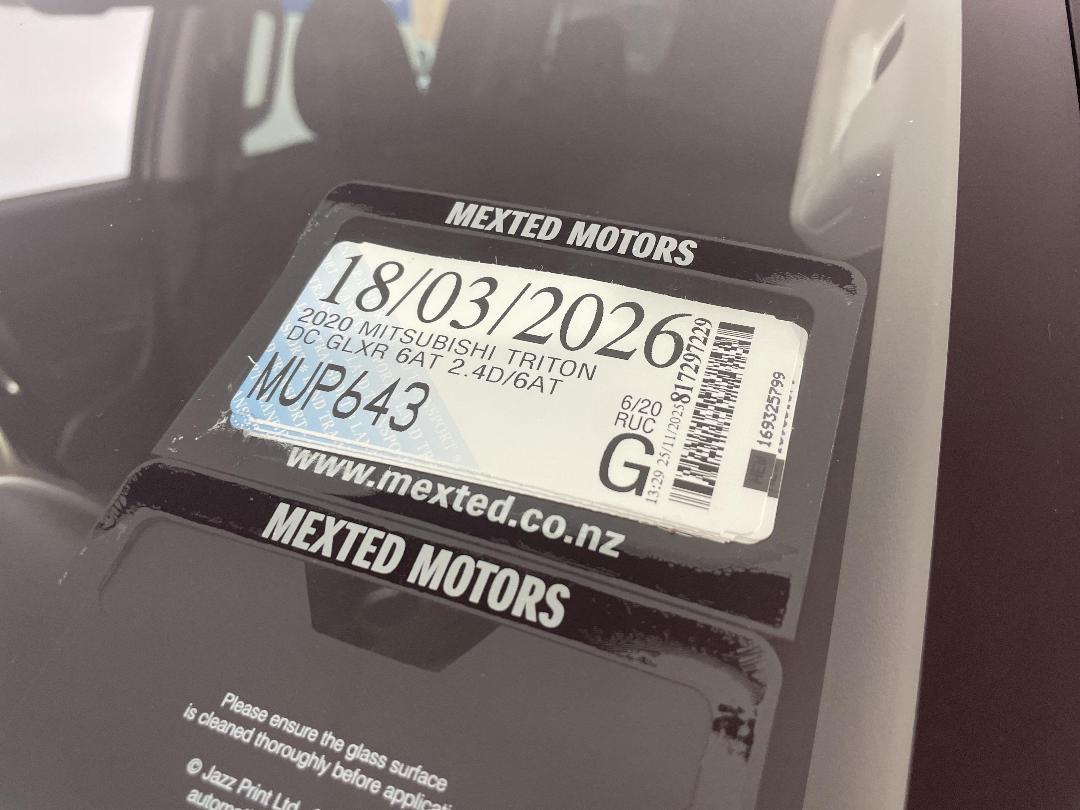 MEXTED MOTORS
18/03/2026
2020 MITSUBISHI TRITON
DC GLXR 6AT 2.4D/6AT
MUP643
6/20
RUC
G
13:29 25/11/2025
817297229
169325799
www.mexted.co.nz
MEXTED MOTORS
Please ensure the glass surface
is cleaned thoroughly before
© Jazz Print Ltd